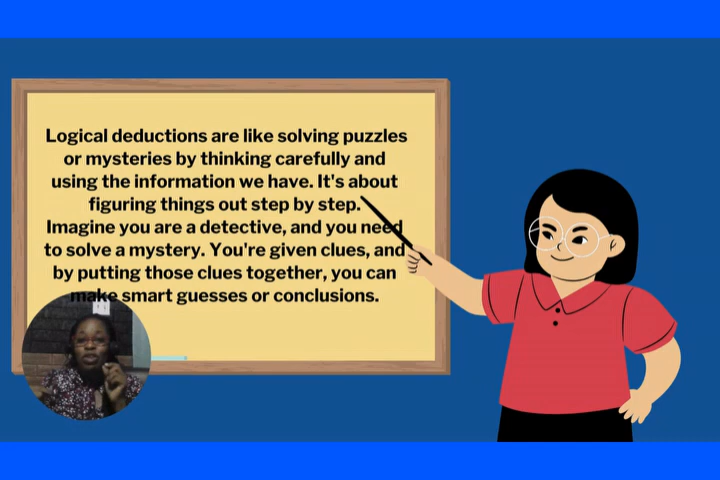 Logical deductions are like solving puzzles
or mysteries by thinking carefully and
using the information we have. It's about
figuring things out step by step.
Imagine you are a detective, and you need
to solve a mystery. You're given clues, and
by putting those clues together, you can
make smart guesses or conclusions.